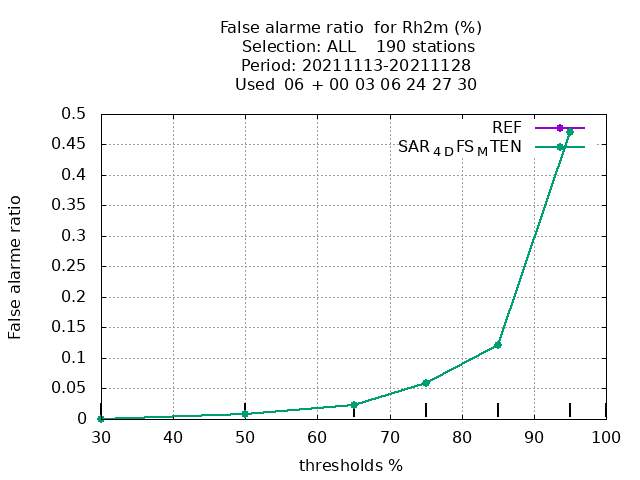 False alarme ratio  for Rh2m (%)
Selection: ALL    190 stations
Period: 20211113-20211128
Used  06 + 00 03 06 24 27 30
0.5
REF
0.45
SAR4DFSMTEN
0.4
0.35
0.3
False alarme ratio
0.25
0.2
0.15
0.1
0.05
0
30 40 50 60 70 80 90 100
thresholds %